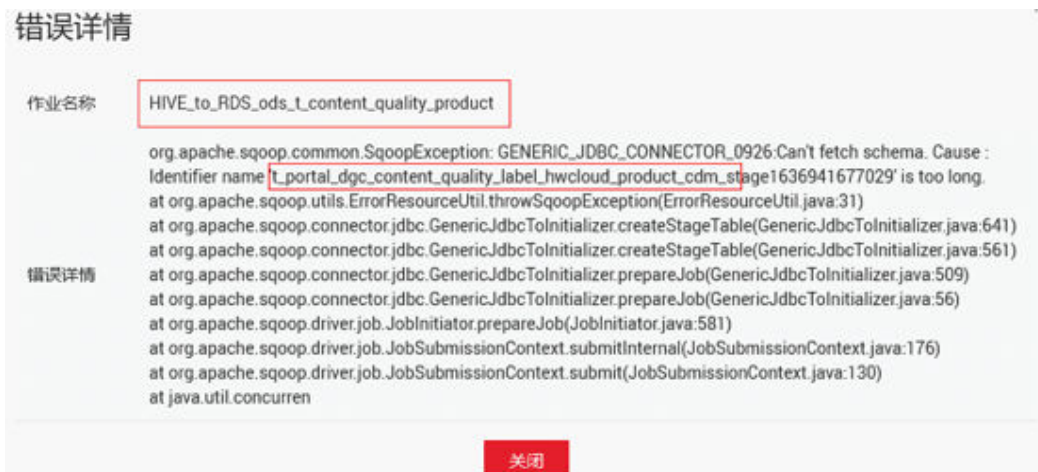 错误详情
作业名称
HIVE_to_RDS_ods_t_content_quality_product
错误详情
org.apache.sqoop.common.SqoopException: GENERIC_JDBC_CONNECTOR_0926:Can't fetch schema. Cause :
Identifier name 't_portal_dgc_content_quality_label_hwcloud_product_cdm_stage1636941677029' is too long.
at org.apache.sqoop.utils.ErrorResourceUtil.throwSqoopException(ErrorResourceUtil.java:31)
at org.apache.sqoop.connector.jdbc.GenericJdbcToInitializer.createStageTable(GenericJdbcToInitializer.java:641)
at org.apache.sqoop.connector.jdbc.GenericJdbcToInitializer.createStageTable(GenericJdbcToInitializer.java:561)
at org.apache.sqoop.connector.jdbc.GenericJdbcToInitializer.prepareJob(GenericJdbcToInitializer.java:509)
at org.apache.sqoop.connector.jdbc.GenericJdbcToInitializer.prepareJob(GenericJdbcToInitializer.java:56)
at org.apache.sqoop.driver.job.JobInitiator.prepareJob(JobInitiator.java:581)
at org.apache.sqoop.driver.job.JobSubmissionContext.submitInternal(JobSubmissionContext.java:176)
at org.apache.sqoop.driver.job.JobSubmissionContext.submit(JobSubmissionContext.java:130)
at java.util.concurren
关闭